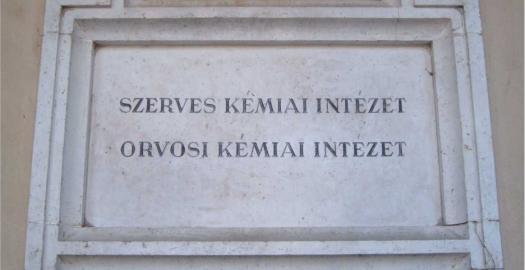 SZERVES KÉMIAI INTÉZET
ORVOSI KÉMIAI INTÉZET